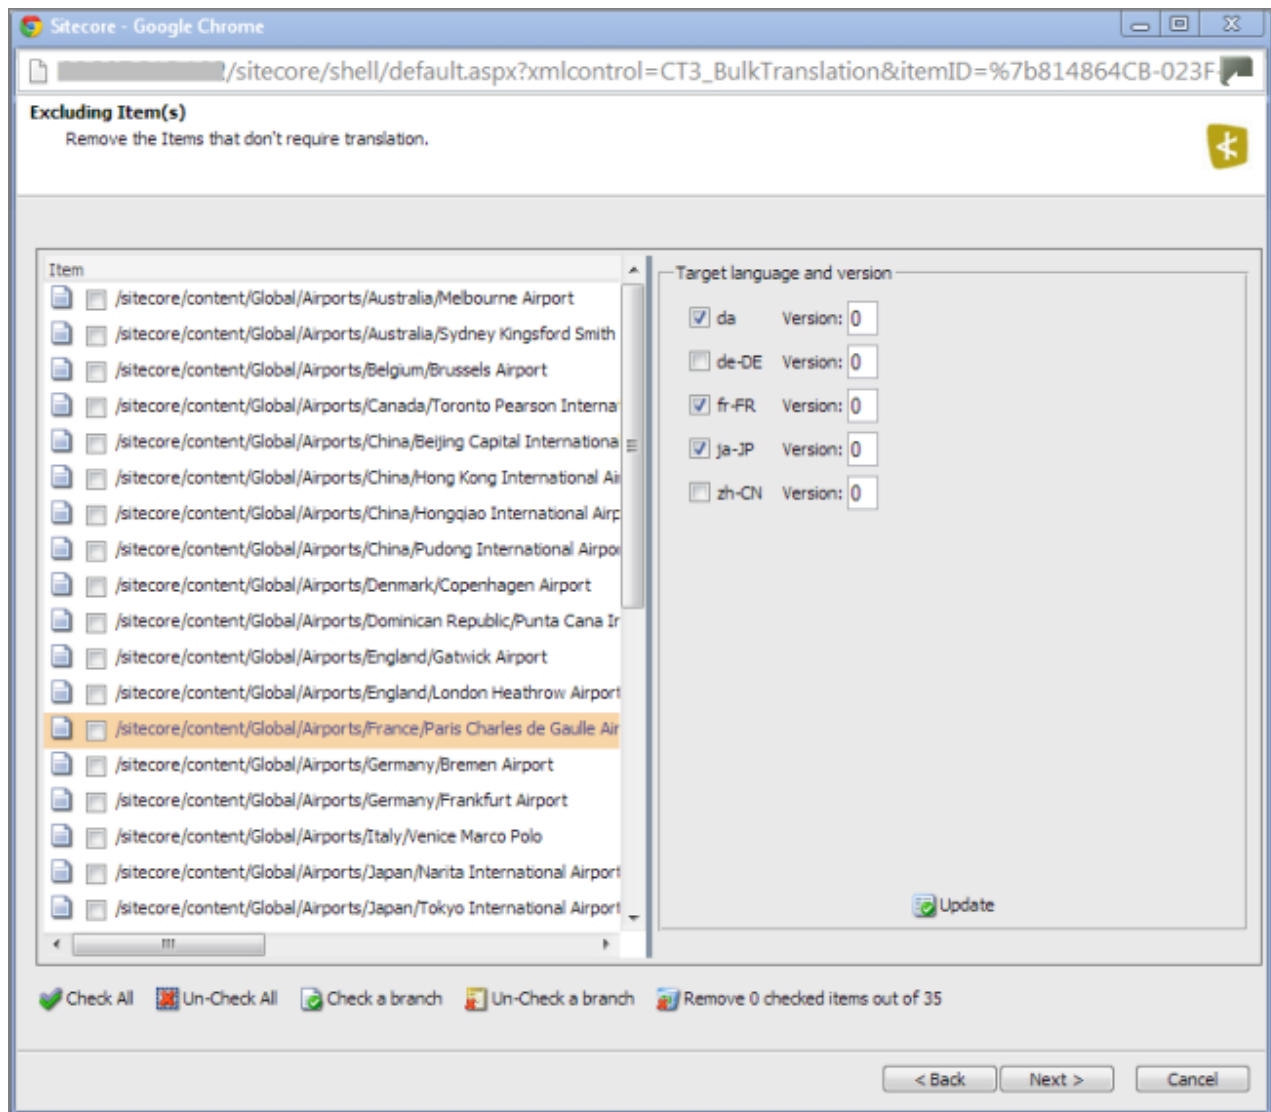 Sitecore - Google Chrome
/sitecore/shell/default.aspx?xmlcontrol=CT3_BulkTranslation&itemID=%7b814864CB-023F-
Excluding Item(s)
Remove the Items that don't require translation.
Item
/sitecore/content/Global/Airports/Australia/Melbourne Airport
/sitecore/content/Global/Airports/Australia/Sydney Kingsford Smith
/sitecore/content/Global/Airports/Belgium/Brussels Airport
/sitecore/content/Global/Airports/Canada/Toronto Pearson Interna
/sitecore/content/Global/Airports/China/Beijing Capital International
/sitecore/content/Global/Airports/China/Hong Kong International Ai
/sitecore/content/Global/Airports/China/Hongqiao International Airp
/sitecore/content/Global/Airports/China/Pudong International Airpo
/sitecore/content/Global/Airports/Denmark/Copenhagen Airport
/sitecore/content/Global/Airports/Dominican Republic/Punta Cana Ir
/sitecore/content/Global/Airports/England/Gatwick Airport
/sitecore/content/Global/Airports/England/London Heathrow Airport
/sitecore/content/Global/Airports/France/Paris Charles de Gaulle Air
/sitecore/content/Global/Airports/Germany/Bremen Airport
/sitecore/content/Global/Airports/Germany/Frankfurt Airport
/sitecore/content/Global/Airports/Italy/Venice Marco Polo
/sitecore/content/Global/Airports/Japan/Narita International Airport
/sitecore/content/Global/Airports/Japan/Tokyo International Airport
Target language and version
da Version: 0
de-DE Version: 0
fr-FR Version: 0
ja-JP Version: 0
zh-CN Version: 0
Update
Check All Un-Check All Check a branch Un-Check a branch Remove 0 checked items out of 35
< Back Next > Cancel